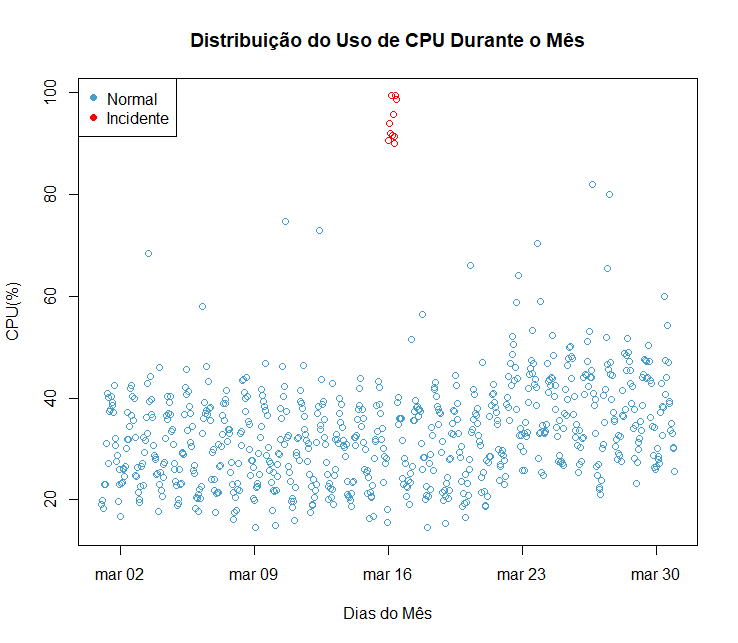 Distribuição do Uso de CPU Durante o Mês
Normal
Incidente
CPU(%)
100
80
60
40
20
mar 02 mar 09 mar 16 mar 23 mar 30
Dias do Mês